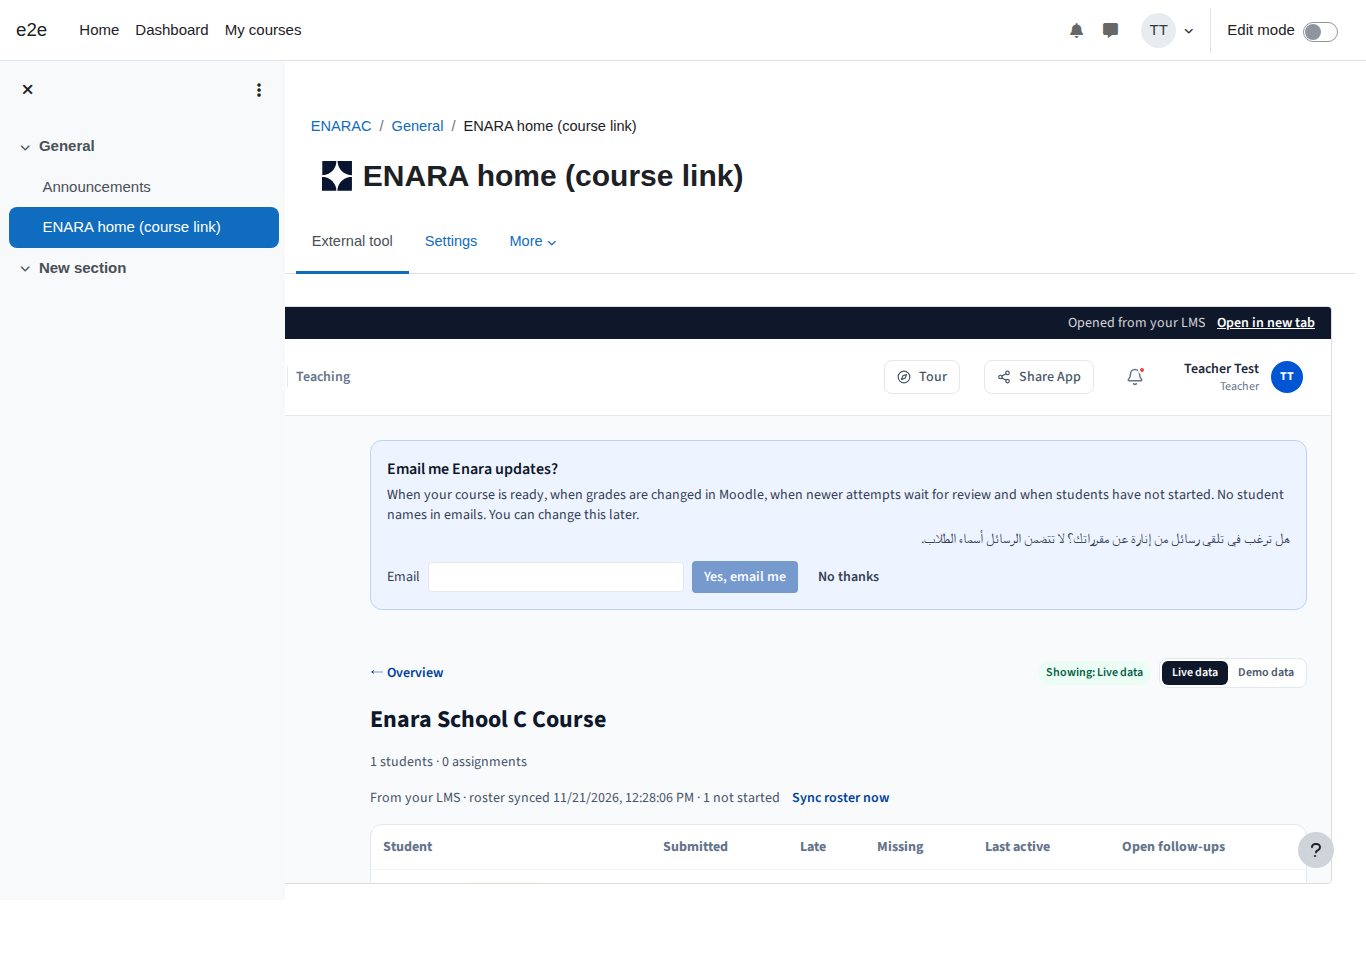 e2e Home Dashboard My courses TT Edit mode
General
Announcements
ENARA home (course link)
New section
ENARAC / General / ENARA home (course link)
ENARA home (course link)
External tool Settings More
Opened from your LMS Open in new tab
Teaching Tour Share App Teacher Test TT
Teacher
Email me Enara updates?
When your course is ready, when grades are changed in Moodle, when newer attempts wait for review and when students have not started. No student
names in emails. You can change this later.
هل ترغب في تلقي رسائل من إنارة عن مقرراتك؟ لا تتضمن الرسائل أسماء الطلاب.
Email Yes, email me No thanks
← Overview Showing: Live data Live data Demo data
Enara School C Course
1 students · 0 assignments
From your LMS · roster synced 11/21/2026, 12:28:06 PM · 1 not started Sync roster now
Student Submitted Late Missing Last active Open follow-ups
?